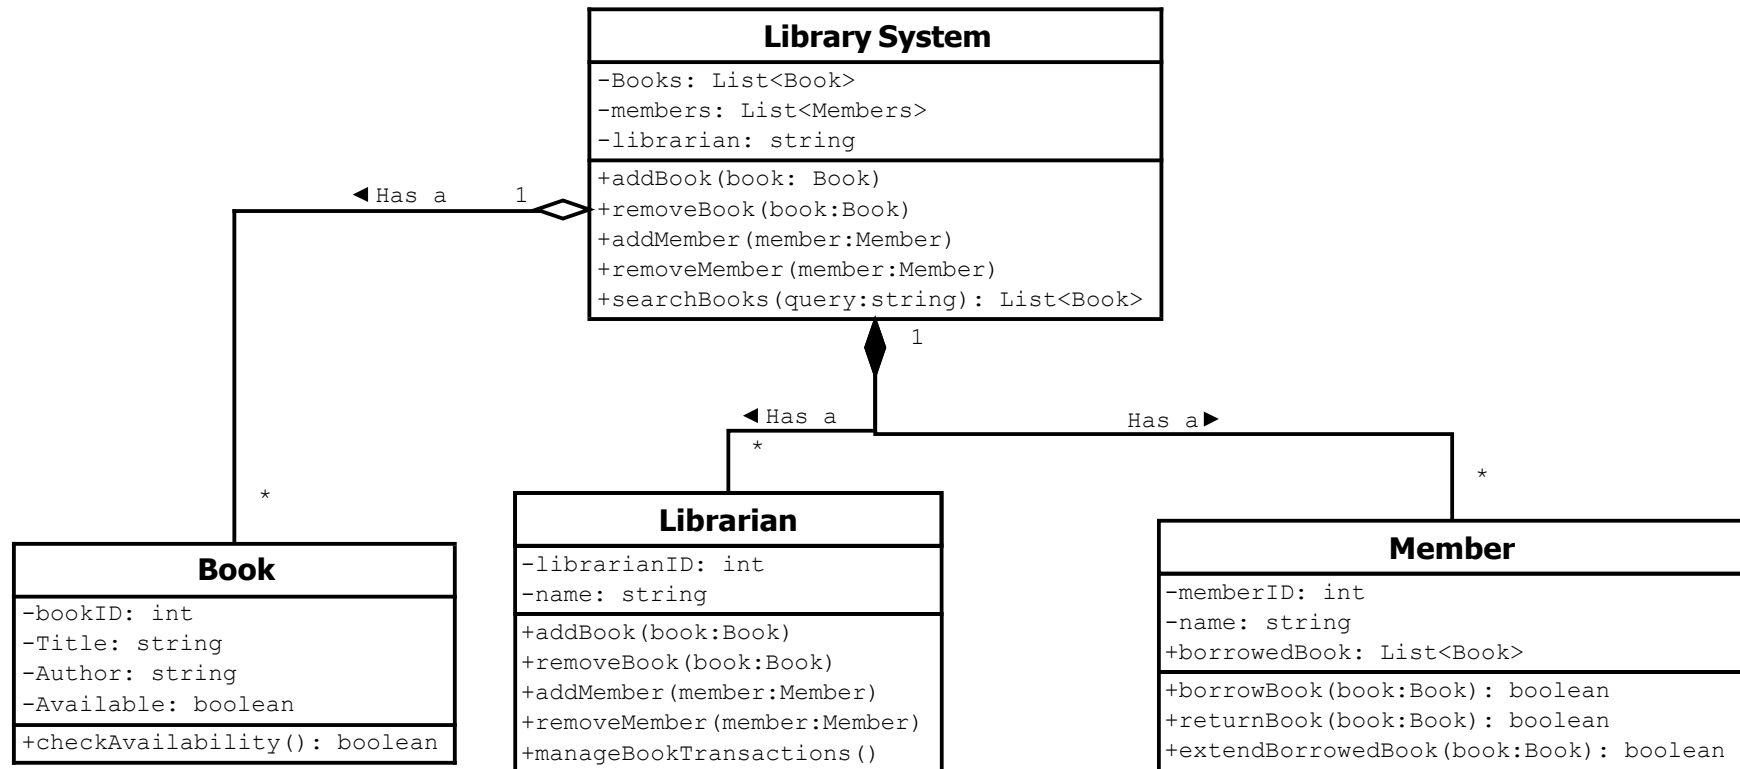 Library System
-Books: List<Book>
-members: List<Members>
-librarian: string
+addBook(book: Book)
+removeBook(book:Book)
+addMember(member:Member)
+removeMember(member:Member)
+searchBooks(query:string): List<Book>
◄Has a 1
1
◄Has a
Has a►
*
*
*
Book
-bookID: int
-Title: string
-Author: string
-Available: boolean
+checkAvailability(): boolean
Librarian
-librarianID: int
-name: string
+addBook(book:Book)
+removeBook(book:Book)
+addMember(member:Member)
+removeMember(member:Member)
+manageBookTransactions()
Member
-memberID: int
-name: string
+borrowedBook: List<Book>
+borrowBook(book:Book): boolean
+returnBook(book:Book): boolean
+extendBorrowedBook(book:Book): boolean